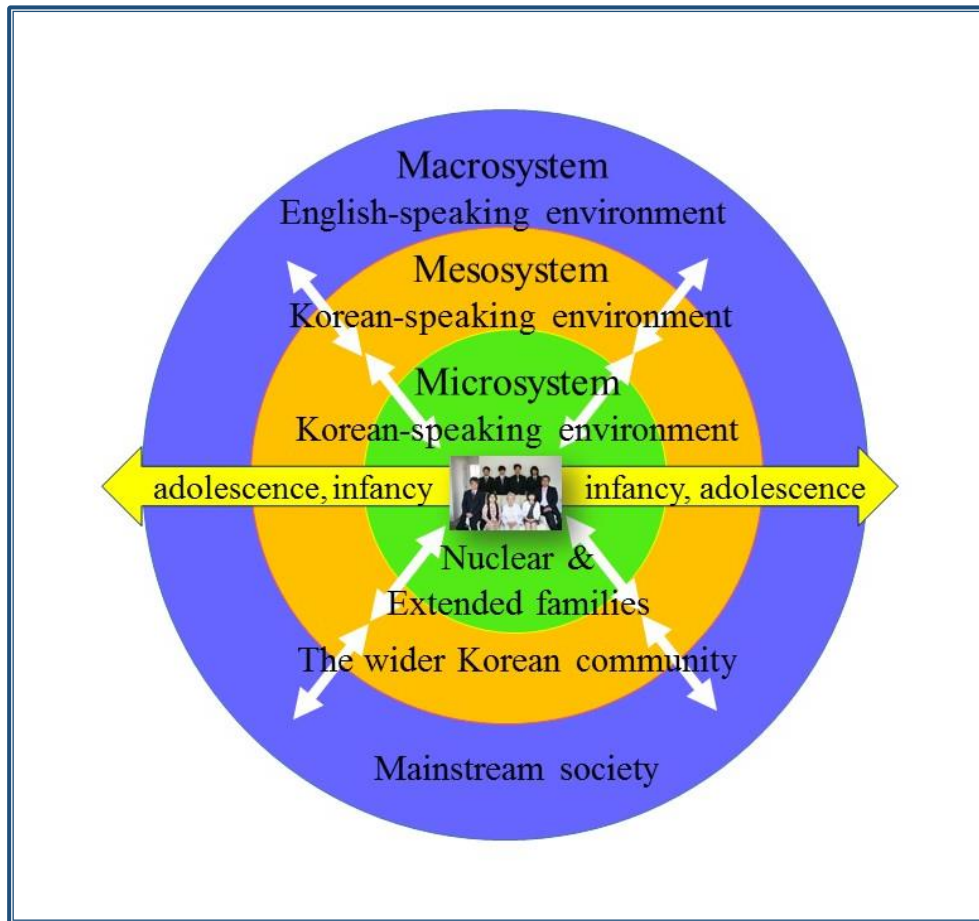 Macrosystem
English-speaking environment
Mesosystem
Korean-speaking environment
Microsystem
Korean-speaking environment
adolescence, infancy
infancy, adolescence
Nuclear &
Extended families
The wider Korean community
Mainstream society